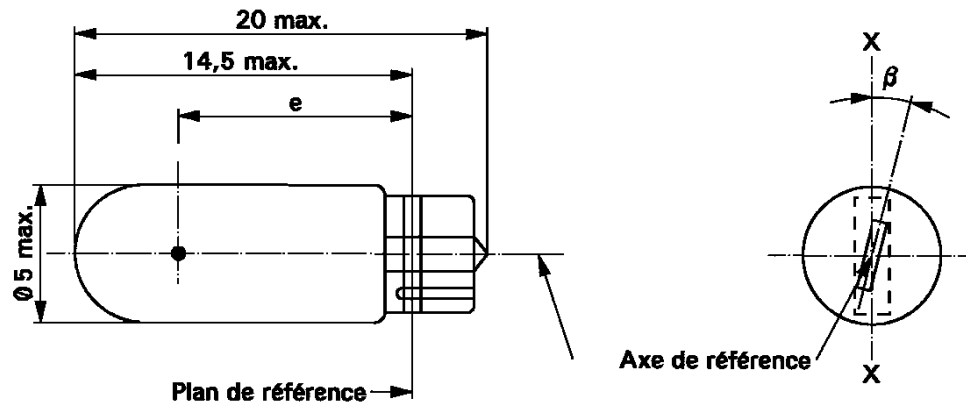 20 max.
14,5 max.
e
Ø 5 max.
Plan de référence
X
β
Axe de référence
X